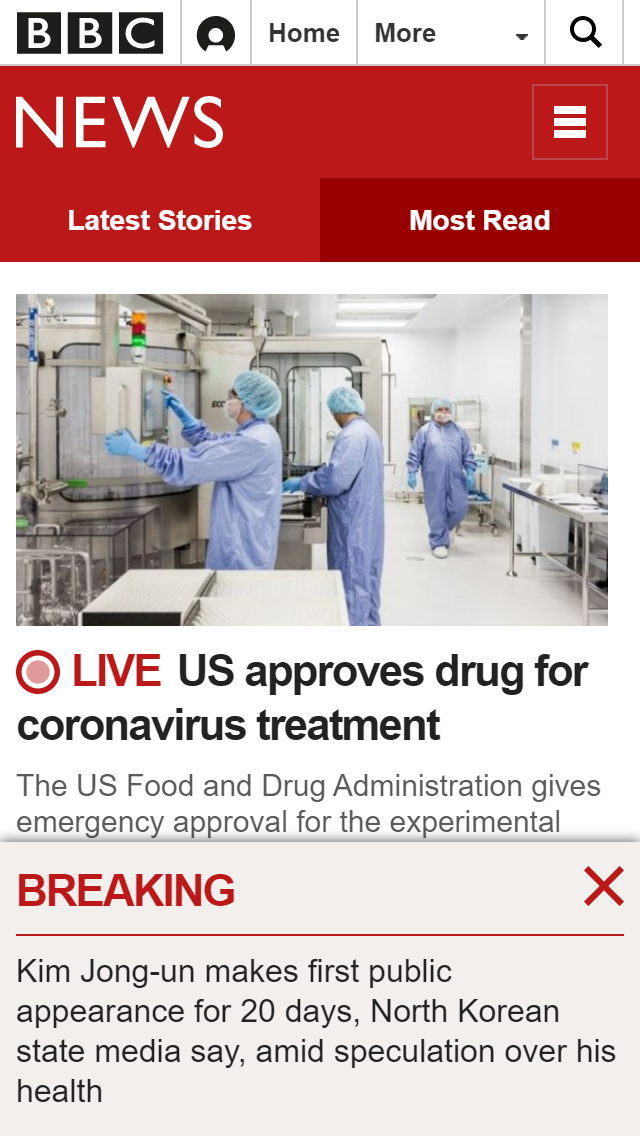 BBC
Home
More
NEWS
Latest Stories
Most Read
LIVE US approves drug for
coronavirus treatment
The US Food and Drug Administration gives
emergency approval for the experimental
BREAKING
Kim Jong-un makes first public
appearance for 20 days, North Korean
state media say, amid speculation over his
health